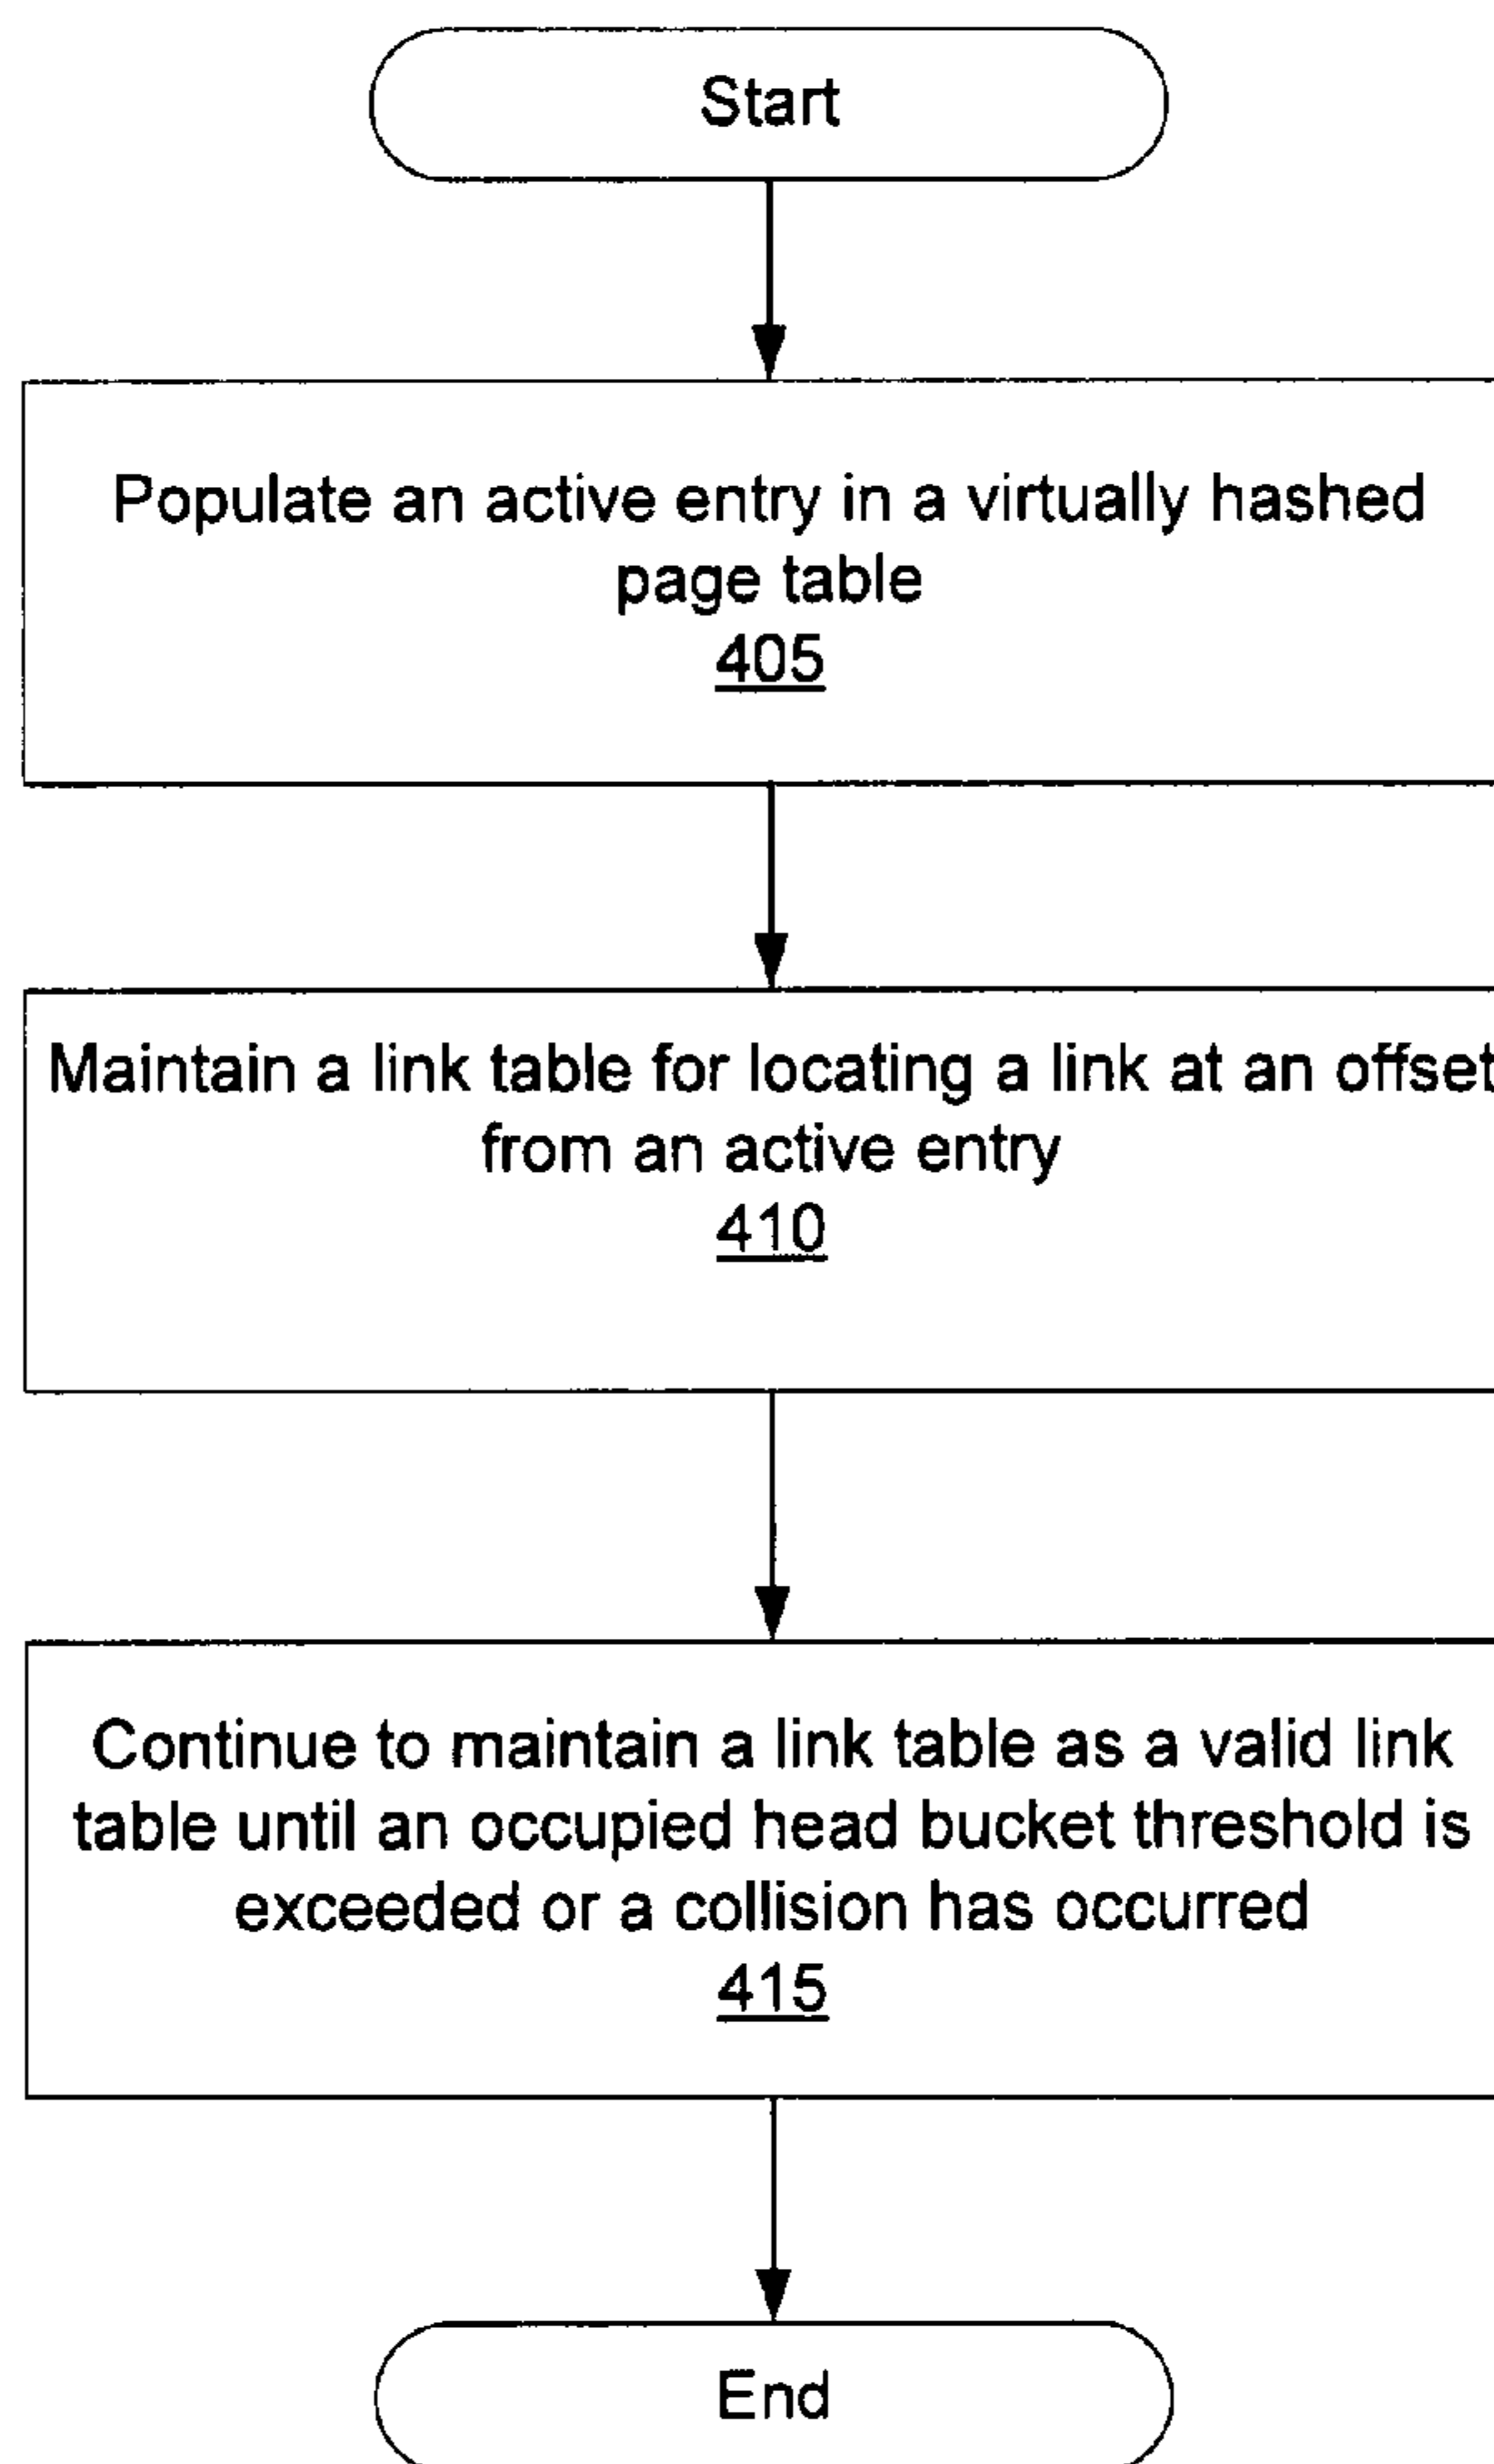 Start
Populate an active entry in a virtually hashed
page table
405
Maintain a link table for locating a link at an offset
from an active entry
410
Continue to maintain a link table as a valid link
table until an occupied head bucket threshold is
exceeded or a collision has occurred
415
End